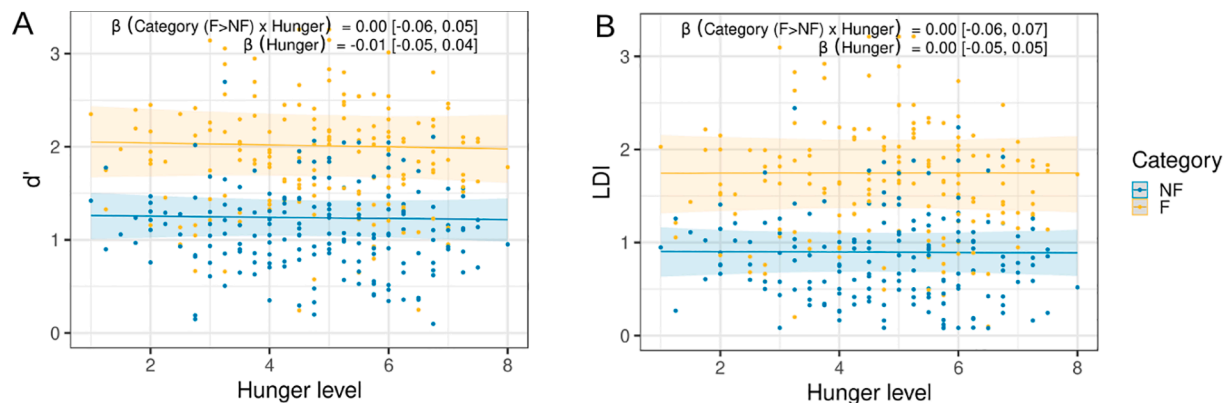 A
β (Category (F>NF) x Hunger) = 0.00 [-0.06, 0.05]
β (Hunger) = -0.01 [-0.05, 0.04]
3
2
1
0
d'
2 4 6 8
Hunger level
B
β (Category (F>NF) x Hunger) = 0.00 [-0.06, 0.07]
β (Hunger) = 0.00 [-0.05, 0.05]
3
2
1
0
LDI
2 4 6 8
Hunger level
Category
NF
F